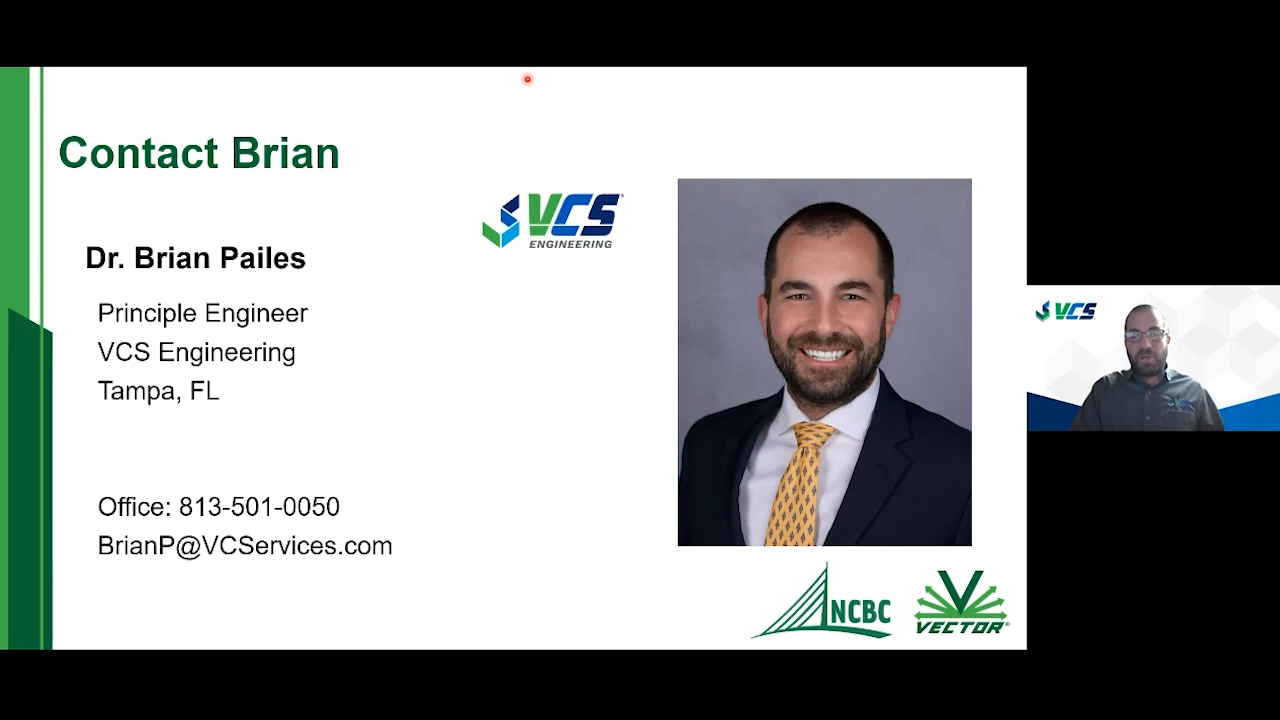 Contact Brian
VCS
ENGINEERING
Dr. Brian Pailes
Principle Engineer
VCS Engineering
Tampa, FL
Office: 813-501-0050
BrianP@VCServices.com
NCBC
VECTOR®
VCS